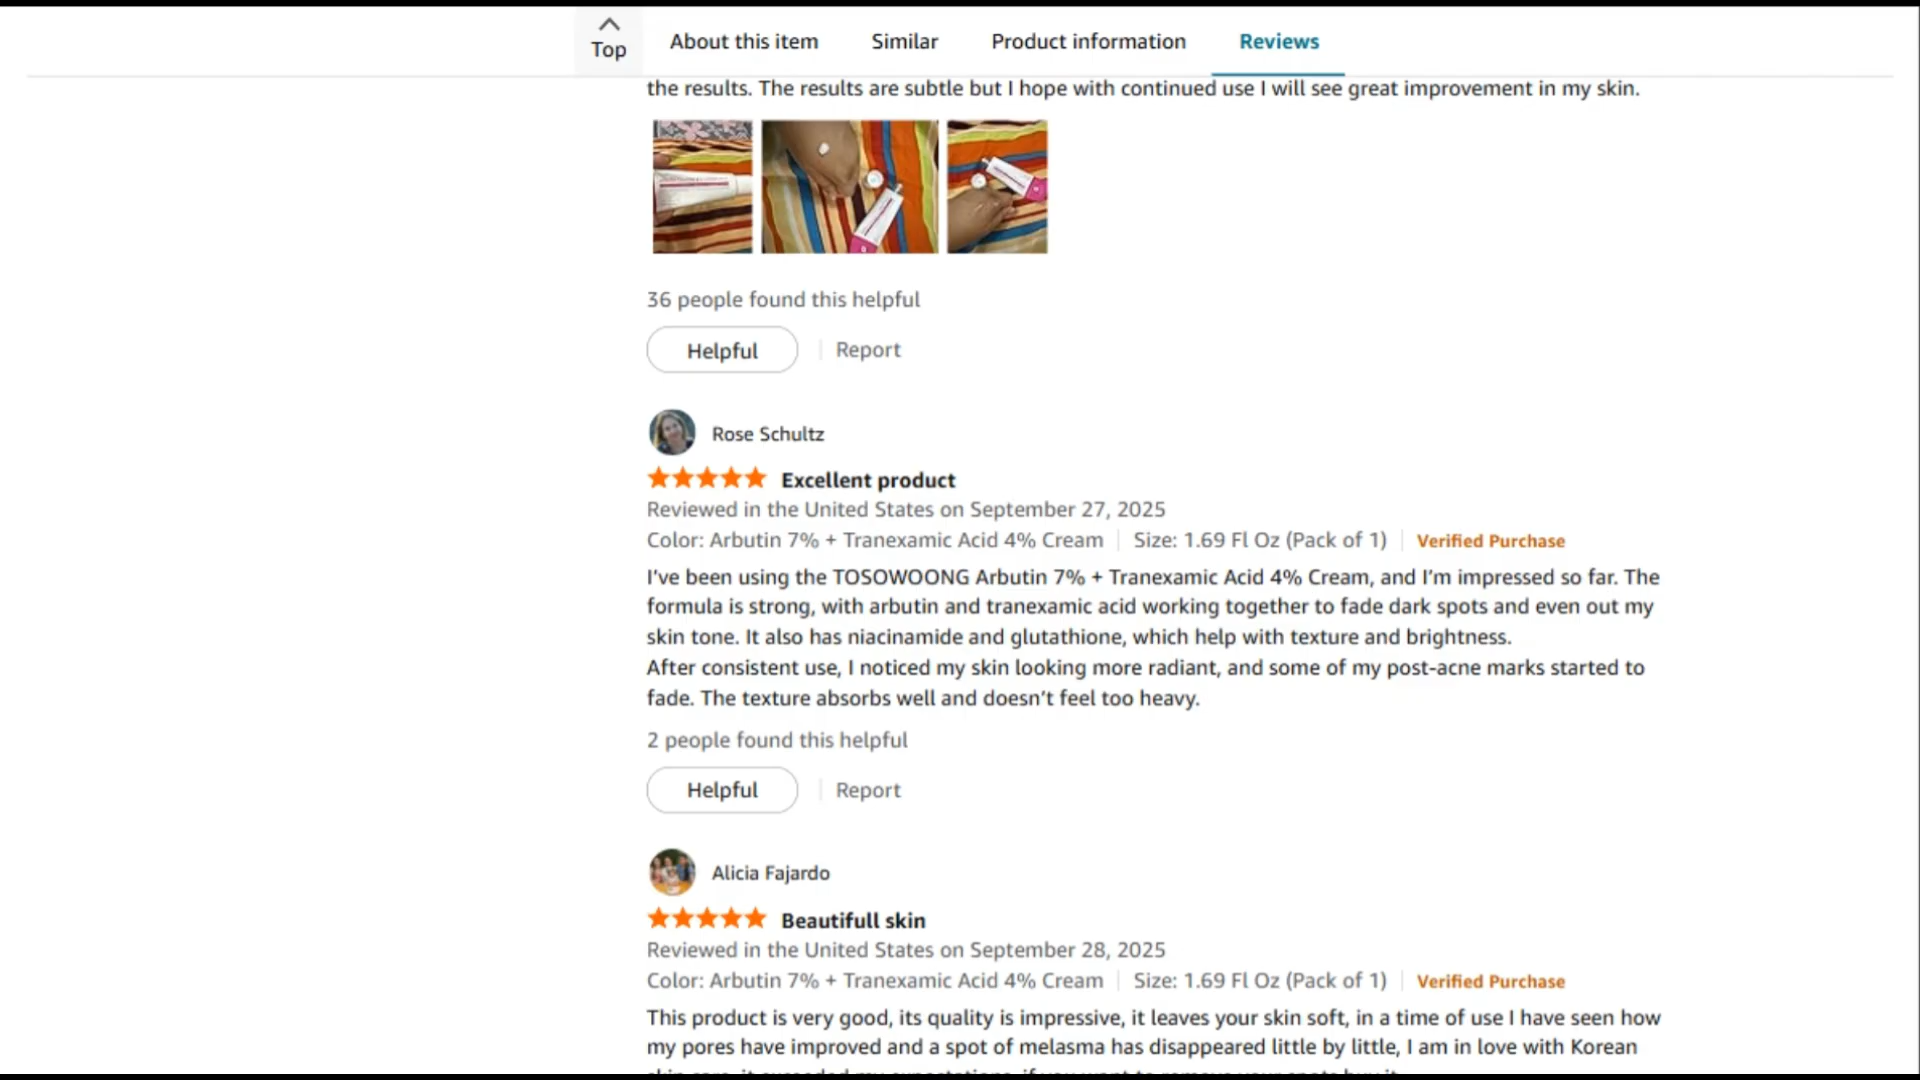 Top
About this item
Similar
Product information
Reviews
the results. The results are subtle but I hope with continued use I will see great improvement in my skin.
36 people found this helpful
Helpful
Report
Rose Schultz
Excellent product
Reviewed in the United States on September 27, 2025
Color: Arbutin 7% + Tranexamic Acid 4% Cream | Size: 1.69 Fl Oz (Pack of 1) | Verified Purchase
I've been using the TOSOWOONG Arbutin 7% + Tranexamic Acid 4% Cream, and I'm impressed so far. The
formula is strong, with arbutin and tranexamic acid working together to fade dark spots and even out my
skin tone. It also has niacinamide and glutathione, which help with texture and brightness.
After consistent use, I noticed my skin looking more radiant, and some of my post-acne marks started to
fade. The texture absorbs well and doesn't feel too heavy.
2 people found this helpful
Helpful
Report
Alicia Fajardo
Beautifull skin
Reviewed in the United States on September 28, 2025
Color: Arbutin 7% + Tranexamic Acid 4% Cream | Size: 1.69 Fl Oz (Pack of 1) | Verified Purchase
This product is very good, its quality is impressive, it leaves your skin soft, in a time of use I have seen how
my pores have improved and a spot of melasma has disappeared little by little, I am in love with Korean